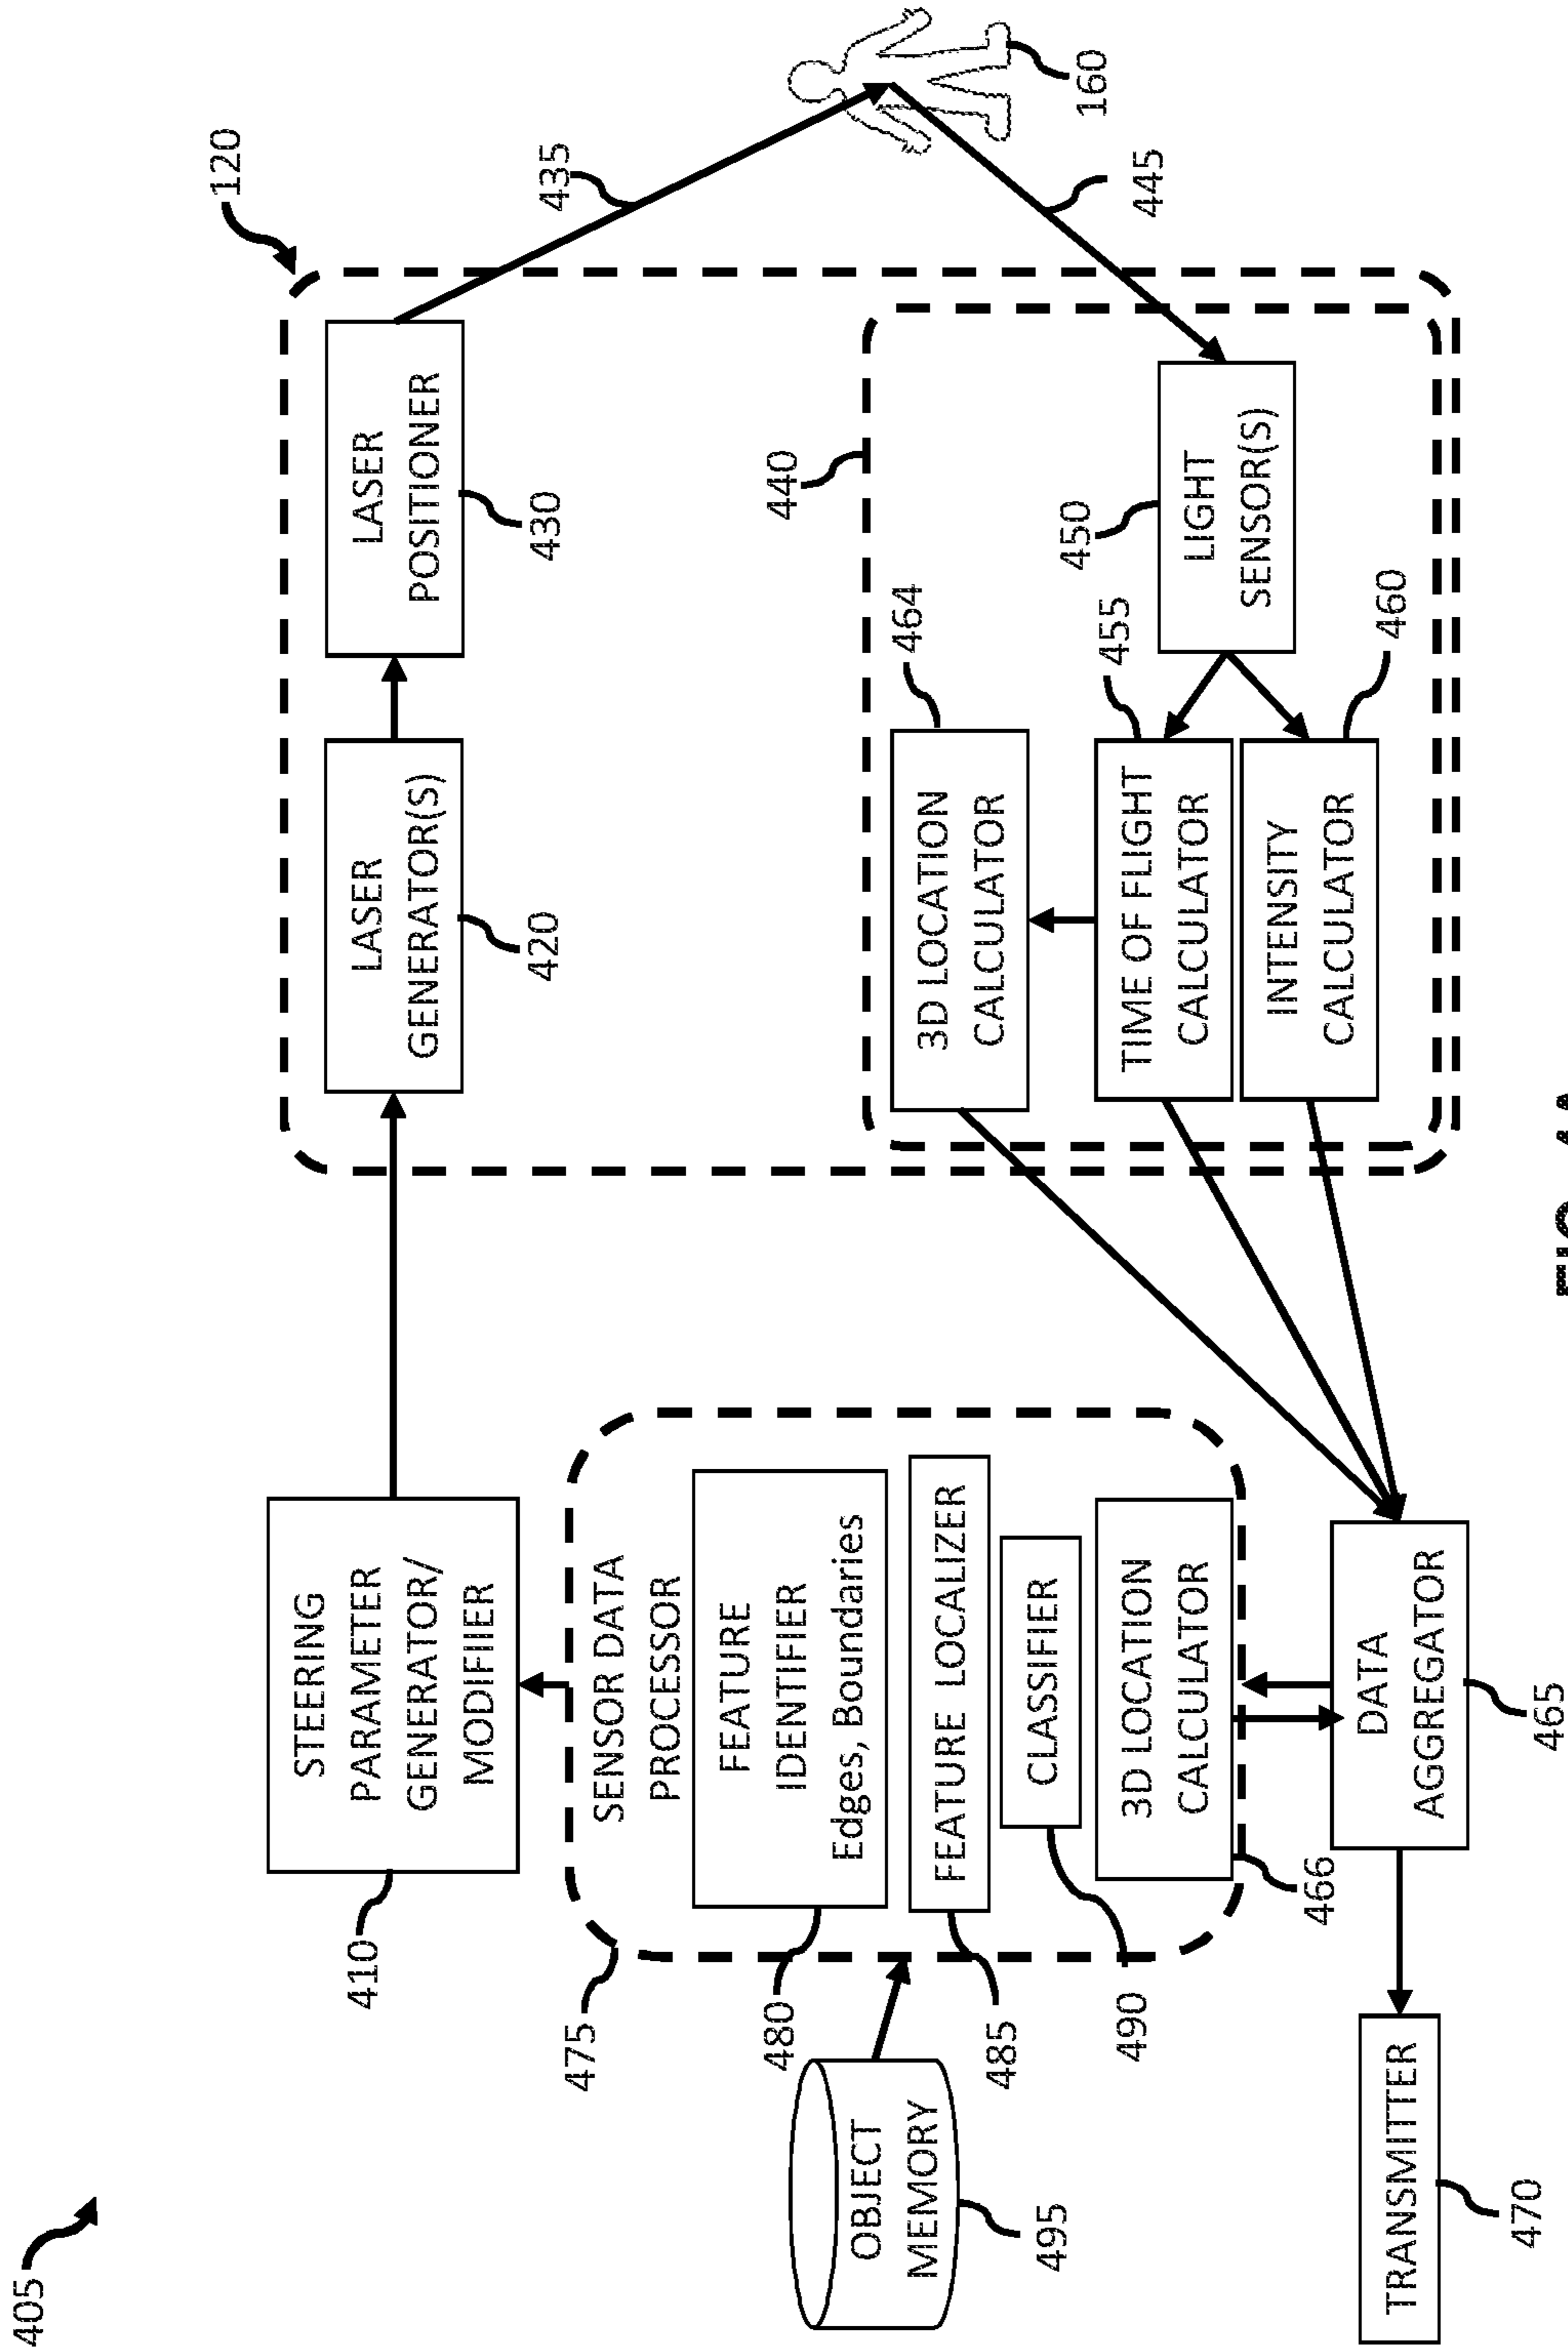 405
120
STEERING
PARAMETER
GENERATOR/
MODIFIIER
410
LASER
GENERATOR(S)
420
LASER
POSITIONER
430
435
SENSOR DATA
PROCESSOR
475
FEATURE
IDENTIFIER
Edges, Boundaries
480
FEATURE LOCALIZER
485
CLASSIFIER
490
3D LOCATION
CALCULATOR
466
OBJECT
MEMORY
495
440
3D LOCATION
CALCULATOR
464
TIME OF FLIGHT
CALCULATOR
455
INTENSITY
CALCULATOR
460
LIGHT
SENSOR(S)
450
445
160
DATA
AGGREGATOR
465
TRANSMITTER
470